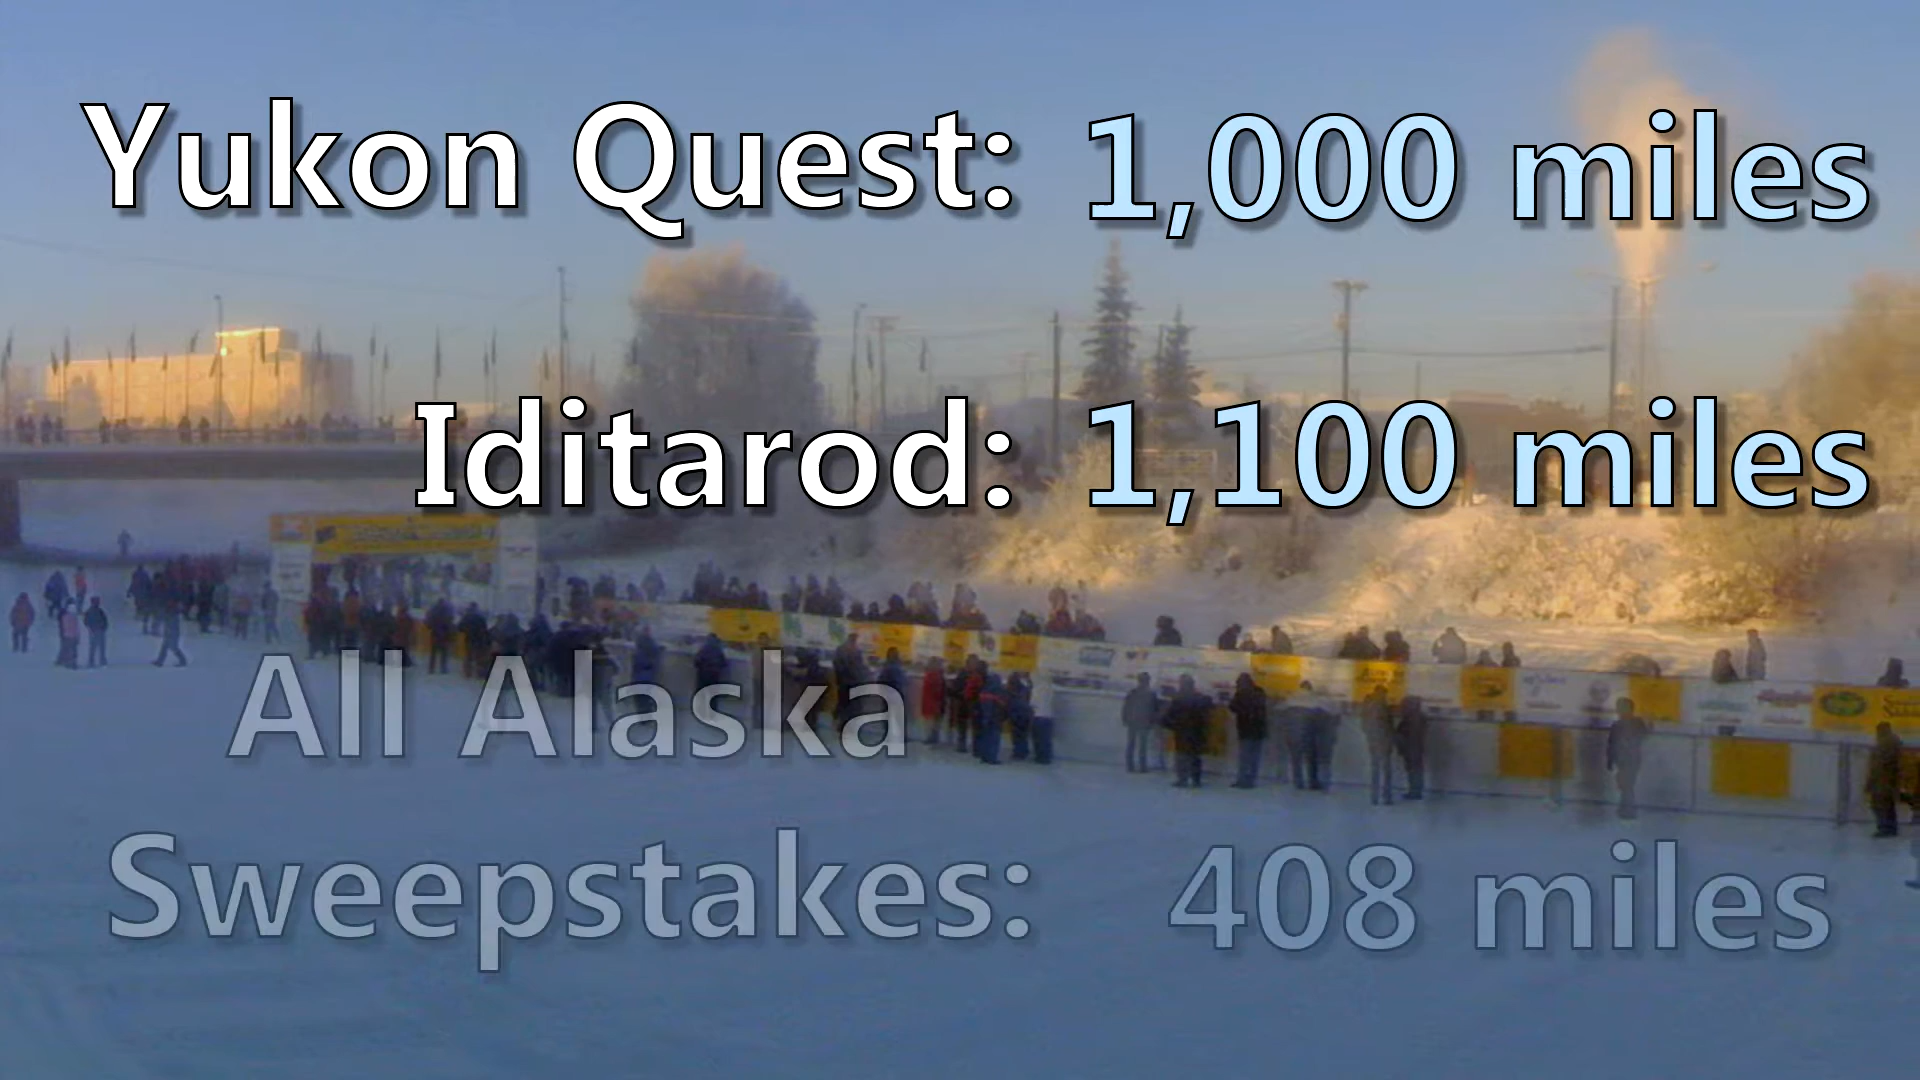 Yukon Quest: 1,000 miles
Iditarod: 1,100 miles
All Alaska
Sweepstakes: 408 miles